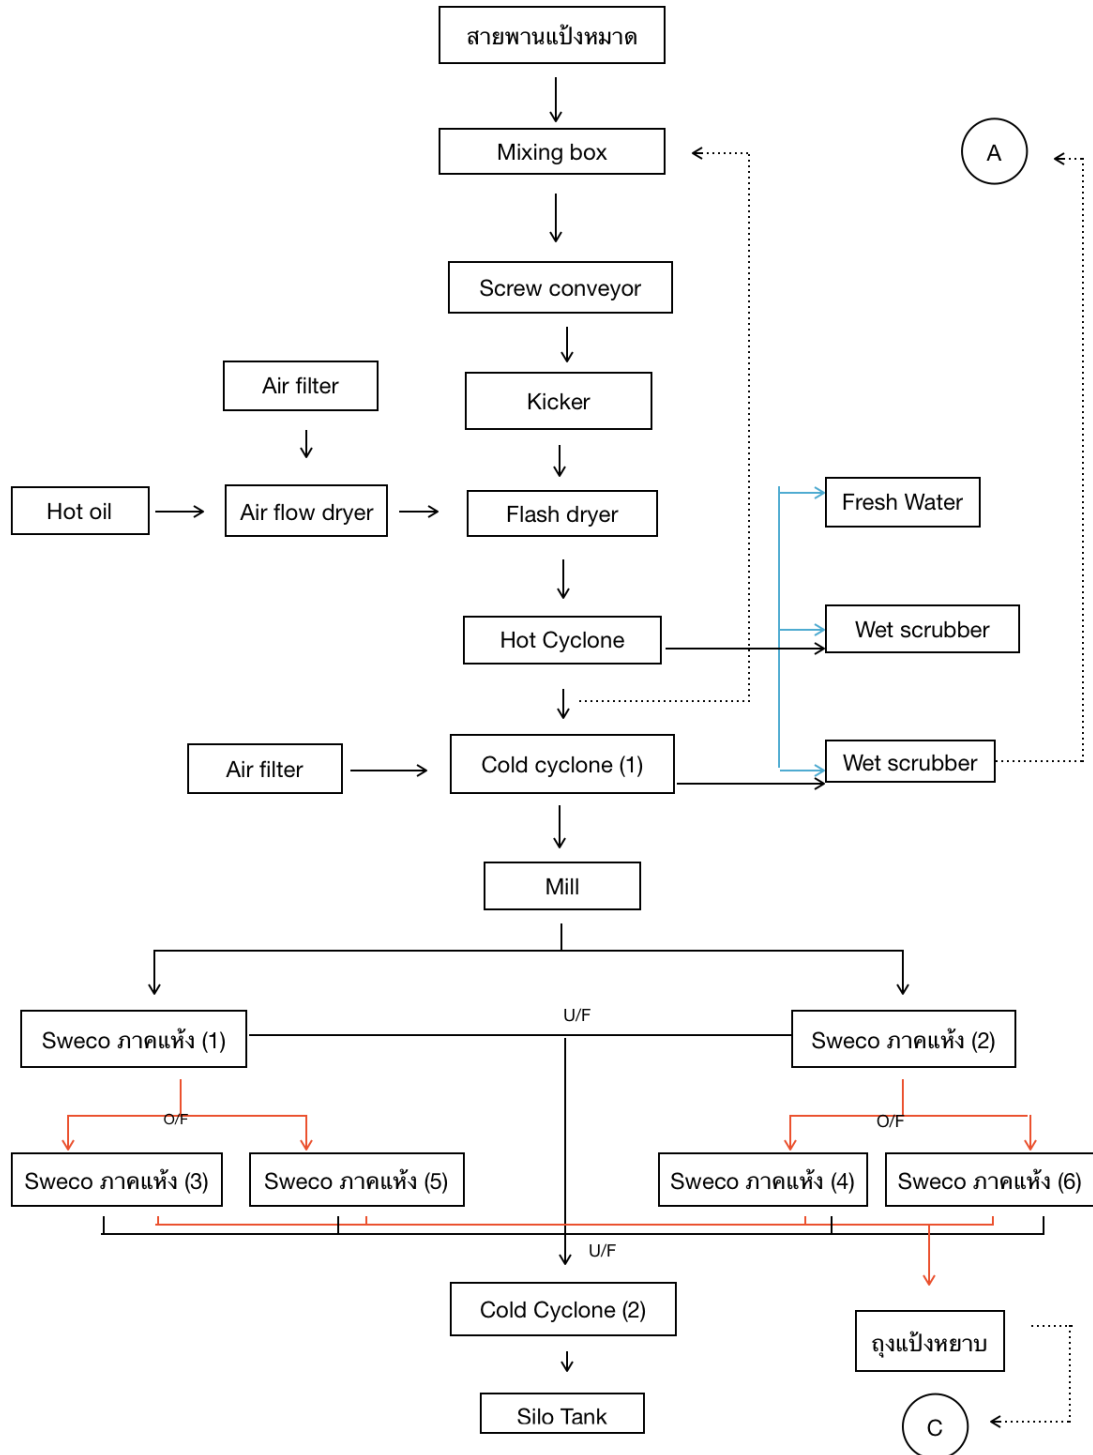 สายพานแป้งหมาด
Mixing box
A
Screw conveyor
Air filter
Kicker
Hot oil
Air flow dryer
Flash dryer
Fresh Water
Hot Cyclone
Wet scrubber
Air filter
Cold cyclone (1)
Wet scrubber
Mill
U/F
Sweco ภาคแห้ง (1)
Sweco ภาคแห้ง (2)
O/F
O/F
Sweco ภาคแห้ง (3)
Sweco ภาคแห้ง (5)
Sweco ภาคแห้ง (4)
Sweco ภาคแห้ง (6)
U/F
Cold Cyclone (2)
ถุงแป้งหยาบ
Silo Tank
C